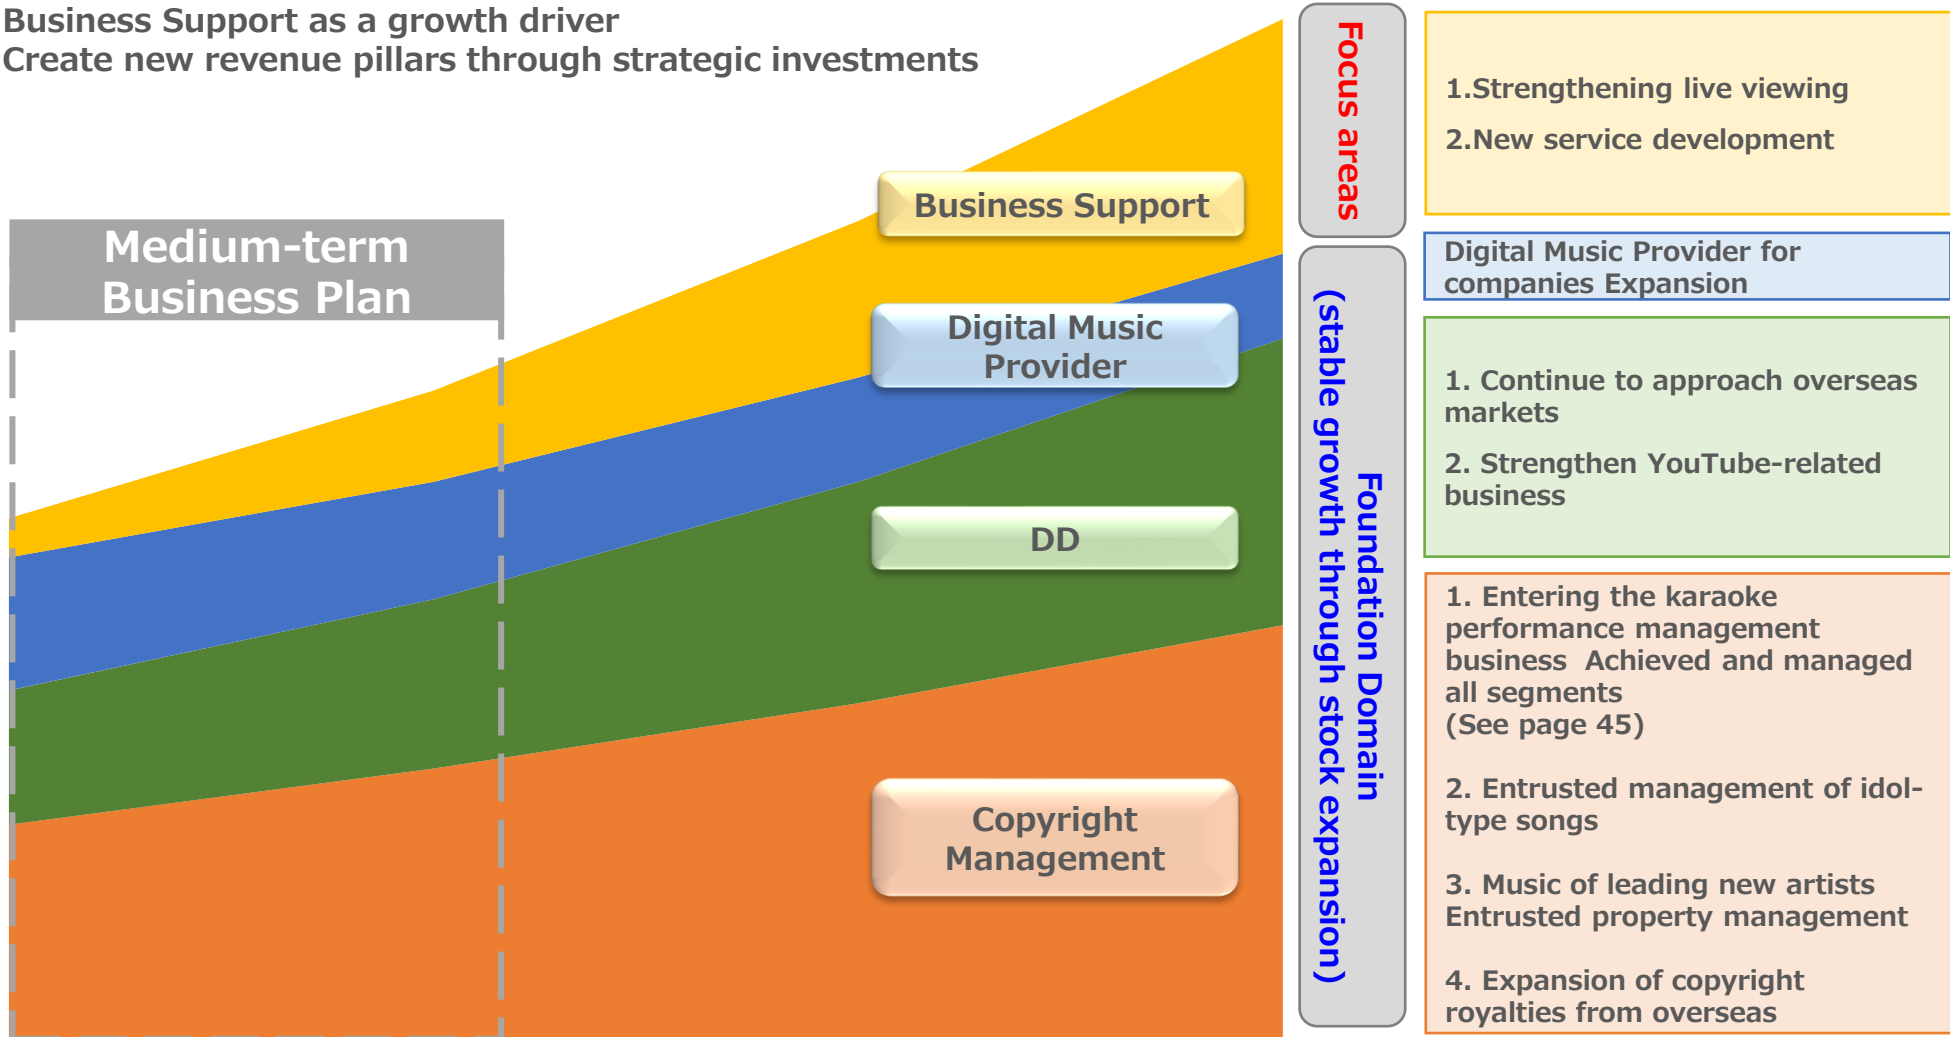 Business Support as a growth driver
Create new revenue pillars through strategic investments
Medium-term
Business Plan
Business Support
Digital Music
Provider
DD
Copyright
Management
Focus areas
Foundation Domain
(stable growth through stock expansion)
1.Strengthening live viewing
2.New service development
Digital Music Provider for
companies Expansion
1. Continue to approach overseas
markets
2. Strengthen YouTube-related
business
1. Entering the karaoke
performance management
business Achieved and managed
all segments
(See page 45)
2. Entrusted management of idol-
type songs
3. Music of leading new artists
Entrusted property management
4. Expansion of copyright
royalties from overseas